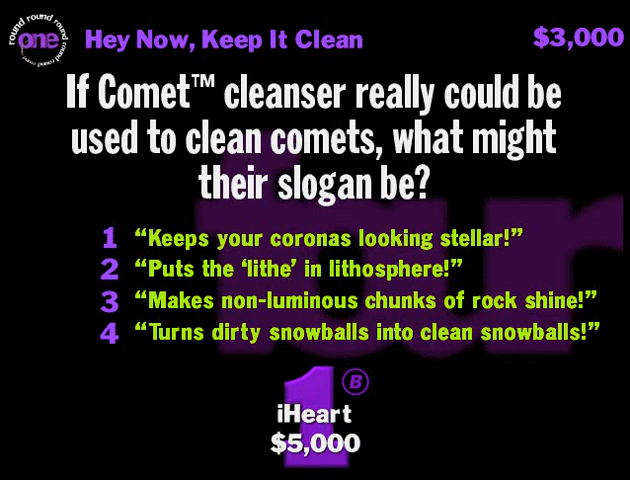 round round round round round
one
Hey Now, Keep It Clean
$3,000
If Comet™ cleanser really could be
used to clean comets, what might
their slogan be?
four
1 “Keeps your coronas looking stellar!”
2 “Puts the ‘lithe’ in lithosphere!”
3 “Makes non-luminous chunks of rock shine!”
4 “Turns dirty snowballs into clean snowballs!”
1
B
iHeart
$5,000